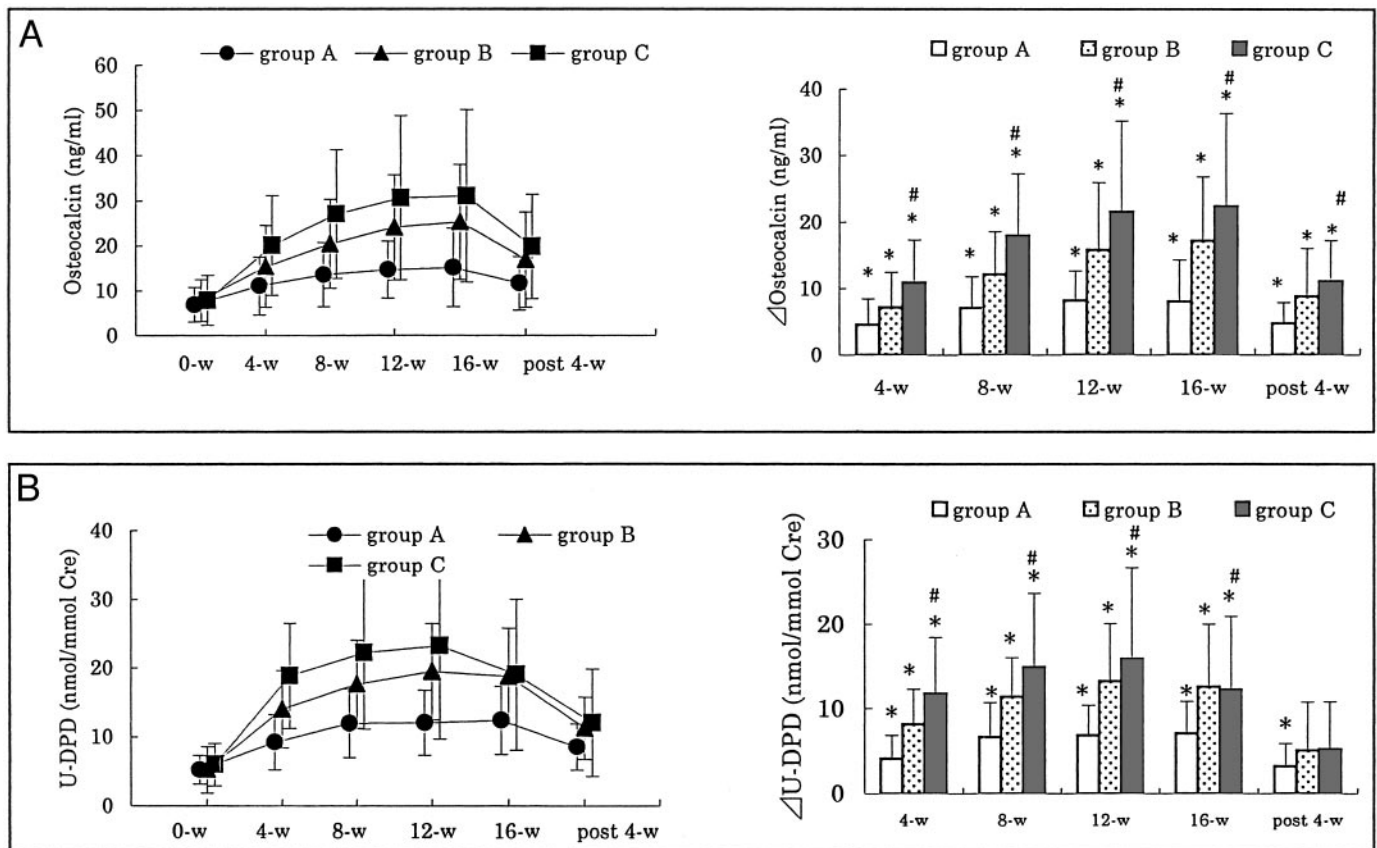 A
group A group B group C
Osteocalcin (ng/ml)
60
50
40
30
20
10
0
0-w 4-w 8-w 12-w 16-w post 4-w
group A group B group C
⊿Osteocalcin (ng/ml)
40
30
20
10
0
* * # *
* * # *
* * # *
* * # *
* * # *
4-w 8-w 12-w 16-w post 4-w
B
group A group B
group C
U-DPD (nmol/mmol Cre)
40
30
20
10
0
0-w 4-w 8-w 12-w 16-w post 4-w
group A group B group C
⊿U-DPD (nmol/mmol Cre)
30
20
10
0
* * # *
* * # *
* * # *
* * # *
*
4-w 8-w 12-w 16-w post 4-w